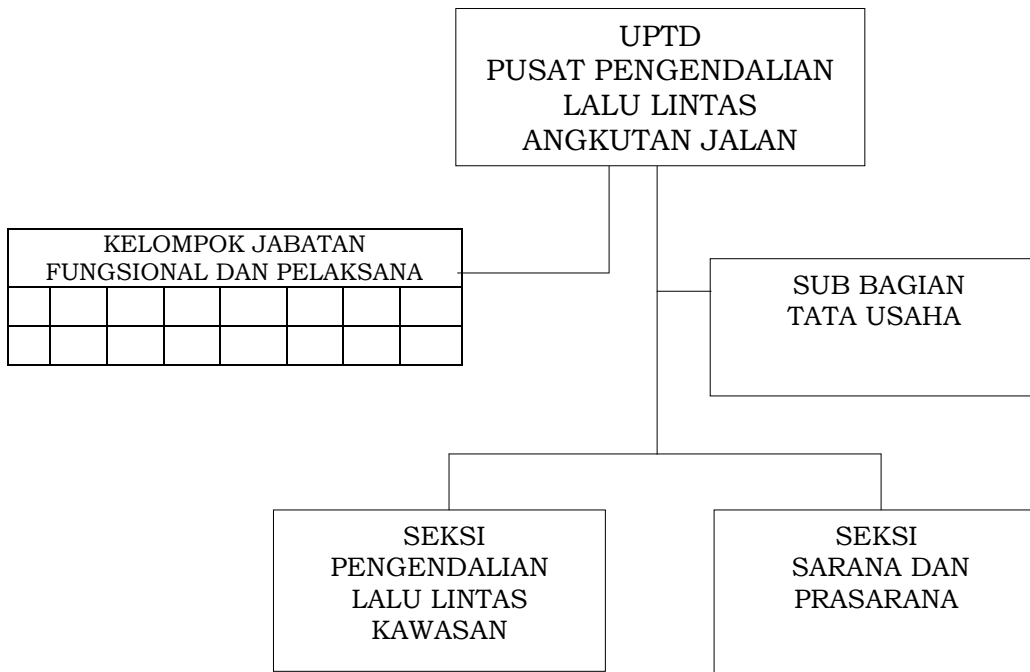 UPTD
PUSAT PENGENDALIAN
LALU LINTAS
ANGKUTAN JALAN
KELOMPOK JABATAN
FUNGSIONAL DAN PELAKSANA
SUB BAGIAN
TATA USAHA
SEKSI
PENGENDALIAN
LALU LINTAS
KAWASAN
SEKSI
SARANA DAN
PRASARANA